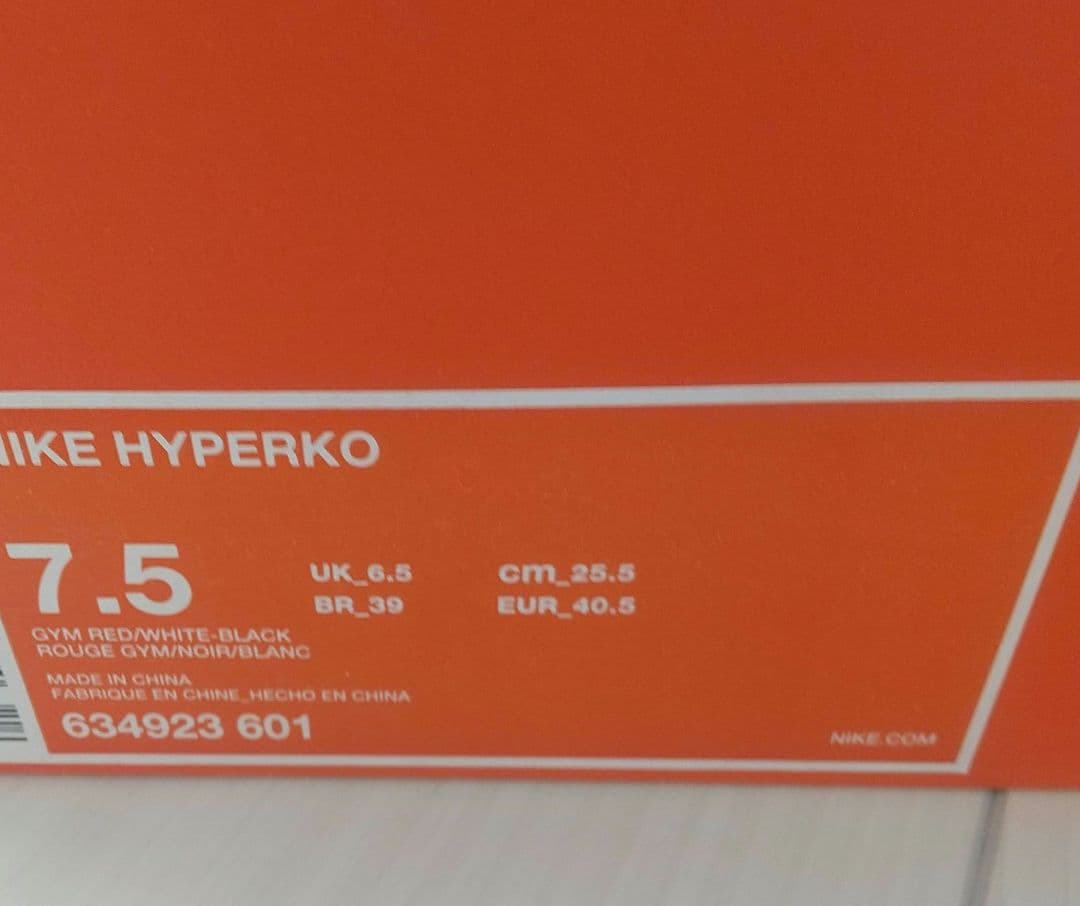 NIKE HYPERKO
7.5
UK_6.5 cm_25.5
BR_39 EUR_40.5
GYM RED/WHITE-BLACK
ROUGE GYM/NOIR/BLANC
MADE IN CHINA
FABRIQUE EN CHINE_HECHO EN CHINA
634923 601
NIKE.COM